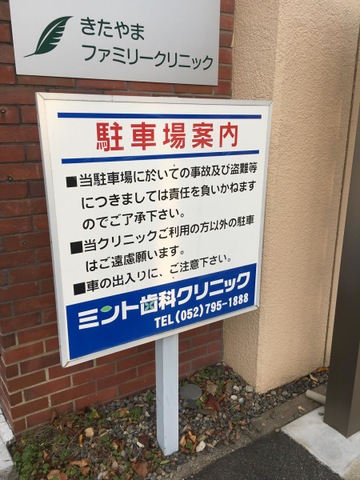 きたやま
ファミリークリニック
駐車場案内
■当駐車場に於いての事故及び盗難等
につきましては責任を負いかねます
のでご了承下さい。
■当クリニックご利用の方以外の駐車
はご遠慮願います。
■車の出入りに、ご注意下さい。
ミント歯科クリニック
TEL(052)795-1888